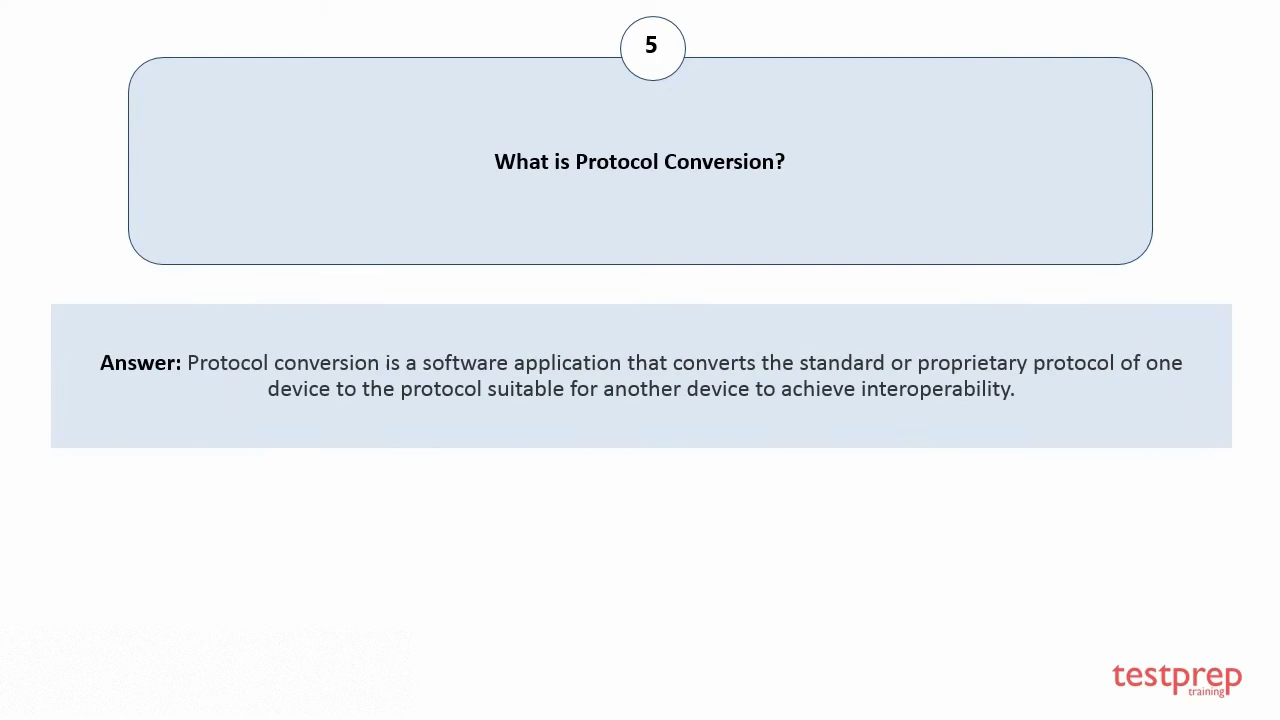 5
What is Protocol Conversion?
Answer: Protocol conversion is a software application that converts the standard or proprietary protocol of one
device to the protocol suitable for another device to achieve interoperability.
testprep
training